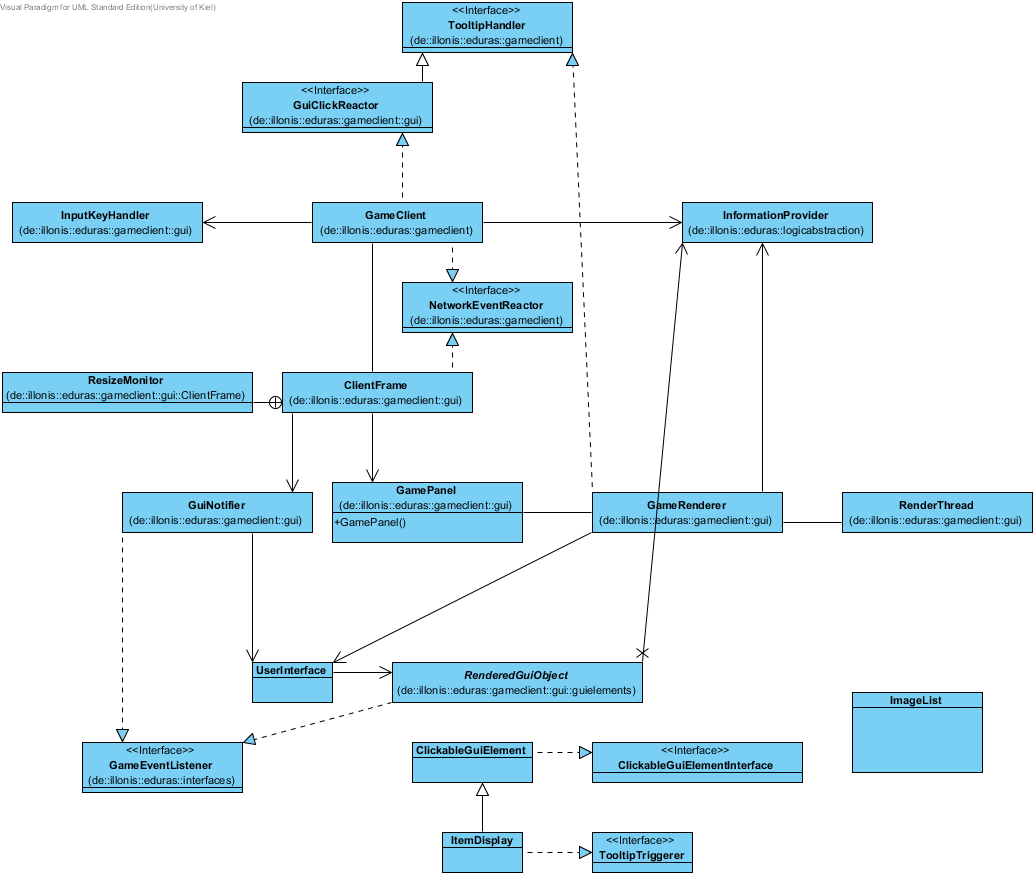 Visual Paradigm for UML Standard Edition(University of Kiel)
<<Interface>>
TooltipHandler
(de::illonis::eduras::gameclient)
<<Interface>>
GuiClickReactor
(de::illonis::eduras::gameclient::gui)
InputKeyHandler
(de::illonis::eduras::gameclient::gui)
GameClient
(de::illonis::eduras::gameclient)
InformationProvider
(de::illonis::eduras::logicabstraction)
<<Interface>>
NetworkEventReactor
(de::illonis::eduras::gameclient)
ResizeMonitor
(de::illonis::eduras::gameclient::gui::ClientFrame)
ClientFrame
(de::illonis::eduras::gameclient::gui)
GuiNotifier
(de::illonis::eduras::gameclient::gui)
GamePanel
(de::illonis::eduras::gameclient::gui)
+GamePanel()
GameRenderer
(de::illonis::eduras::gameclient::gui)
RenderThread
(de::illonis::eduras::gameclient::gui)
UserInterface
RenderedGuiObject
(de::illonis::eduras::gameclient::gui::guielements)
ImageList
<<Interface>>
GameEventListener
(de::illonis::eduras::interfaces)
ClickableGuiElement
<<Interface>>
ClickableGuiElementInterface
ItemDisplay
<<Interface>>
TooltipTriggerer